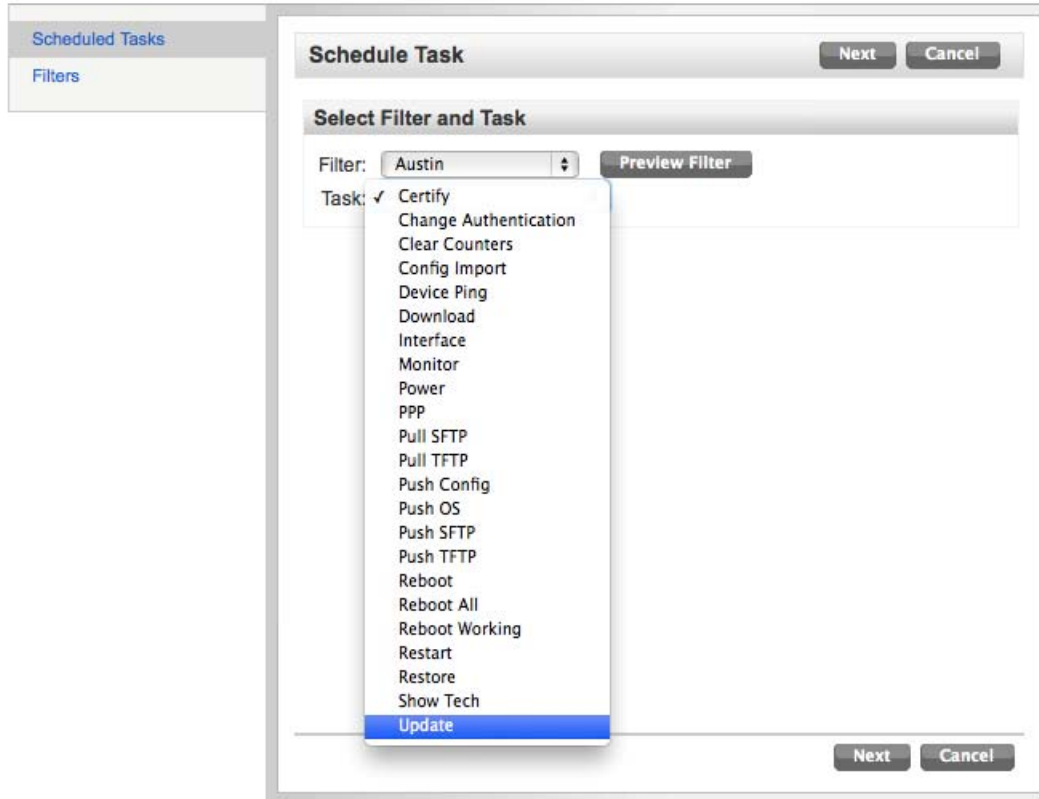 Scheduled Tasks
Filters
Schedule Task
Next
Cancel
Select Filter and Task
Filter: Austin
Preview Filter
Task: ✓ Certify
Change Authentication
Clear Counters
Config Import
Device Ping
Download
Interface
Monitor
Power
PPP
Pull SFTP
Pull TFTP
Push Config
Push OS
Push SFTP
Push TFTP
Reboot
Reboot All
Reboot Working
Restart
Restore
Show Tech
Update
Next
Cancel